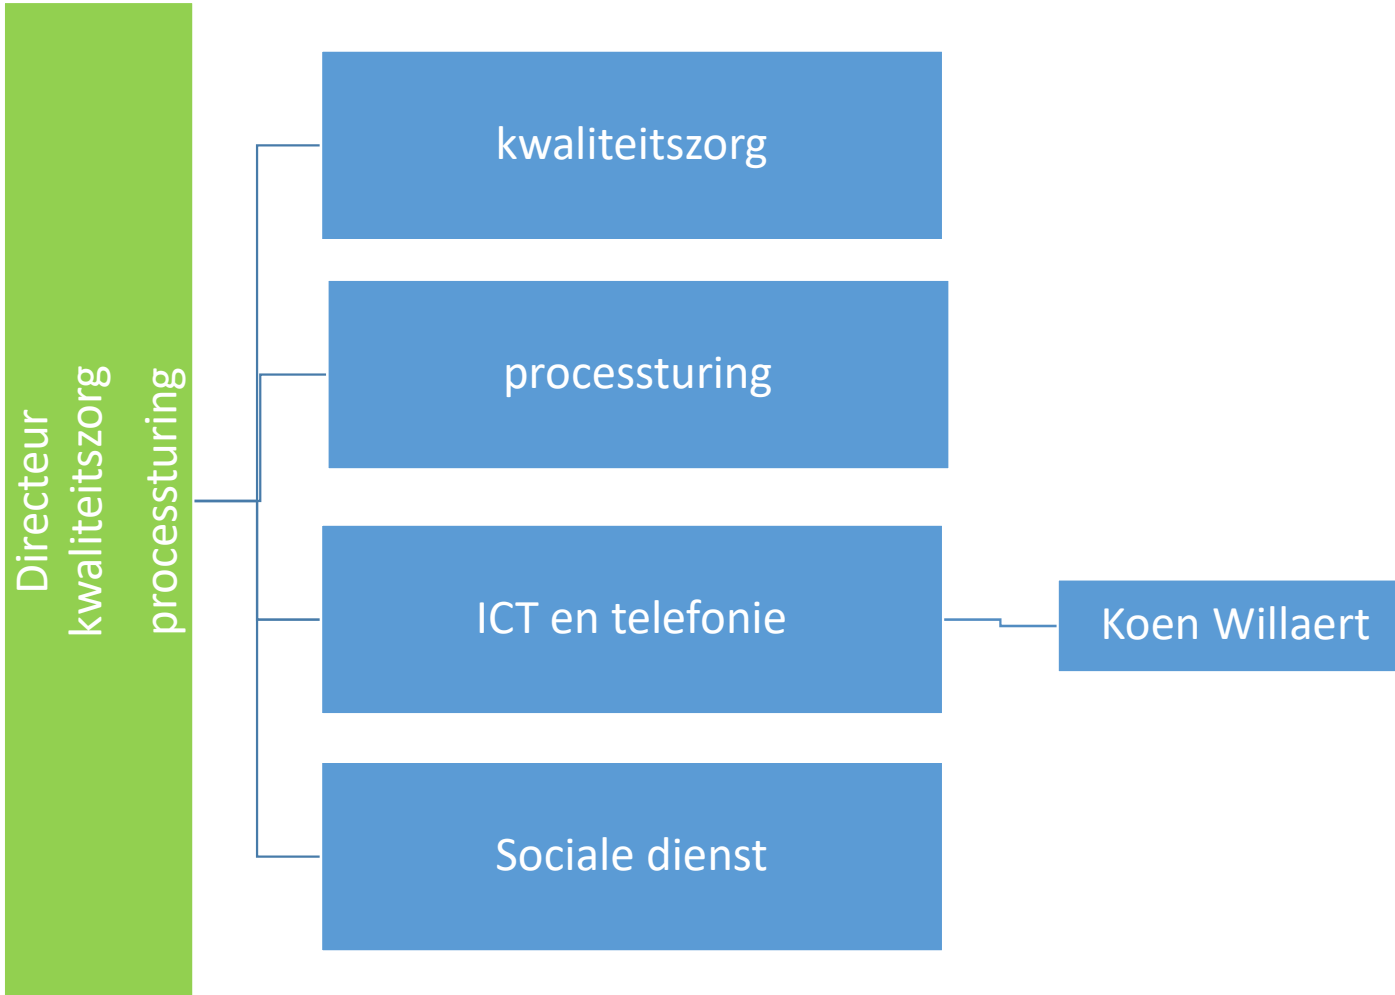 Directeur
kwaliteitszorg
processturing
kwaliteitszorg
processturing
ICT en telefonie
Koen Willaert
Sociale dienst